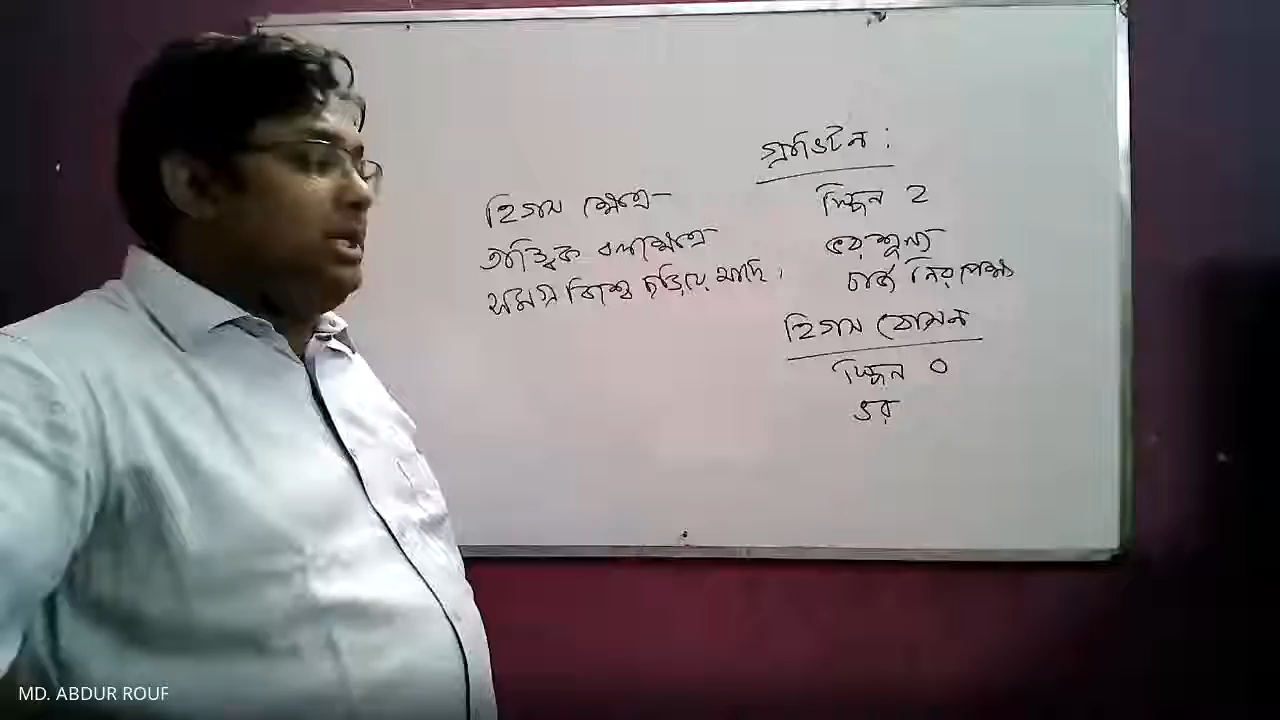 হিগস ক্ষেত্র
তাত্ত্বিক বলক্ষেত্র
সমগ্র বিশ্বে ছড়িয়ে আছে।
গ্রাভিটন :
স্পিন 2
ভর শূন্য
চার্জ নিরপেক্ষ
হিগস বোসন
স্পিন 0
ভর
MD. ABDUR ROUF